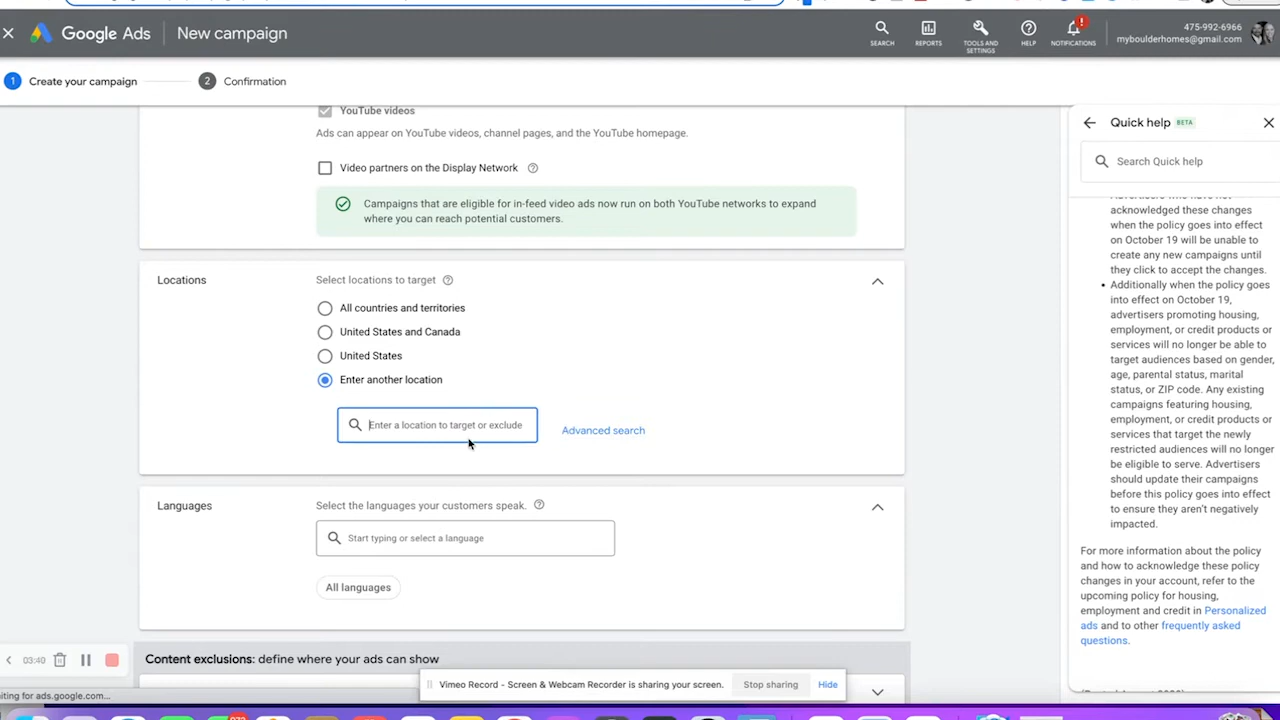 Google Ads
New campaign
SEARCH
REPORTS
TOOLS AND
SETTINGS
HELP
!
NOTIFICATIONS
475-992-6966
myboulderhomes@gmail.com
1 Create your campaign
2 Confirmation
YouTube videos
Ads can appear on YouTube videos, channel pages, and the YouTube homepage.
Video partners on the Display Network
Campaigns that are eligible for in-feed video ads now run on both YouTube networks to expand
where you can reach potential customers.
Locations
Select locations to target
All countries and territories
United States and Canada
United States
Enter another location
Enter a location to target or exclude
Advanced search
Languages
Select the languages your customers speak.
Start typing or select a language
All languages
Content exclusions: define where your ads can show
Quick help BETA
Search Quick help
acknowledged these changes
when the policy goes into effect
on October 19 will be unable to
create any new campaigns until
they click to accept the changes.
• Additionally when the policy goes
into effect on October 19,
advertisers promoting housing,
employment, or credit products or
services will no longer be able to
target audiences based on gender,
age, parental status, marital
status, or ZIP code. Any existing
campaigns featuring housing,
employment, or credit products or
services that target the newly
restricted audiences will no longer
be eligible to serve. Advertisers
should update their campaigns
before this policy goes into effect
to ensure they aren't negatively
impacted.
For more information about the policy
and how to acknowledge these policy
changes in your account, refer to the
upcoming policy for housing,
employment and credit in Personalized
ads and to other frequently asked
questions.
03:40
iting for ads.google.com...
Vimeo Record - Screen & Webcam Recorder is sharing your screen.
Stop sharing
Hide